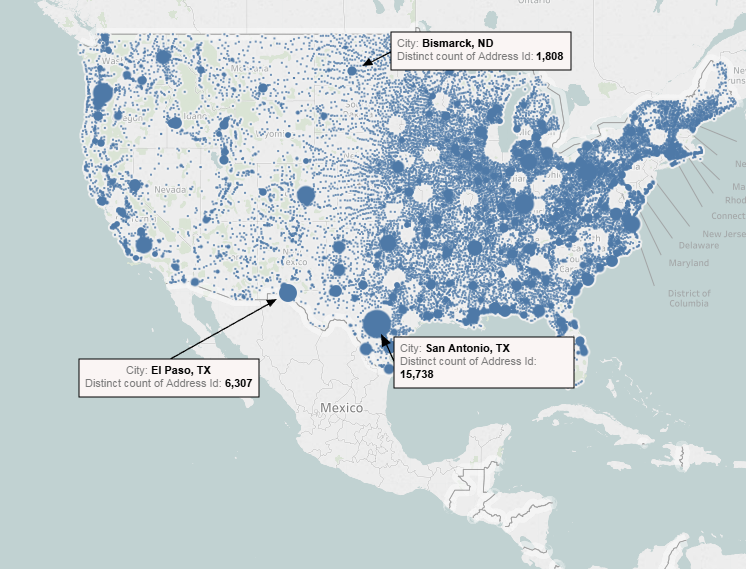 Ontario
City: Bismarck, ND
Distinct count of Address Id: 1,808
Nevada
City: El Paso, TX
Distinct count of Address Id: 6,307
City: San Antonio, TX
Distinct count of Address Id:
15,738
Connect
New Jerse
Delaware
Maryland
District of
Columbia
Mexico